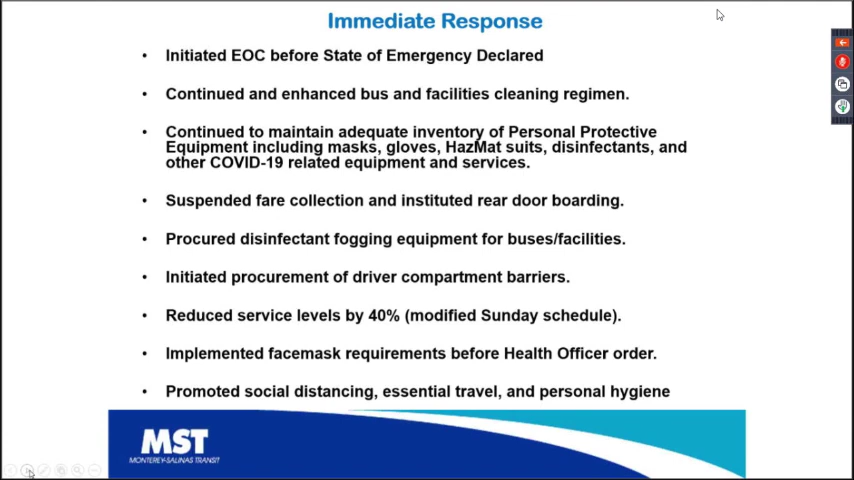 Immediate Response
• Initiated EOC before State of Emergency Declared
• Continued and enhanced bus and facilities cleaning regimen.
• Continued to maintain adequate inventory of Personal Protective
Equipment including masks, gloves, HazMat suits, disinfectants, and
other COVID-19 related equipment and services.
• Suspended fare collection and instituted rear door boarding.
• Procured disinfectant fogging equipment for buses/facilities.
• Initiated procurement of driver compartment barriers.
• Reduced service levels by 40% (modified Sunday schedule).
• Implemented facemask requirements before Health Officer order.
• Promoted social distancing, essential travel, and personal hygiene
MST
MONTEREY-SALINAS TRANSIT